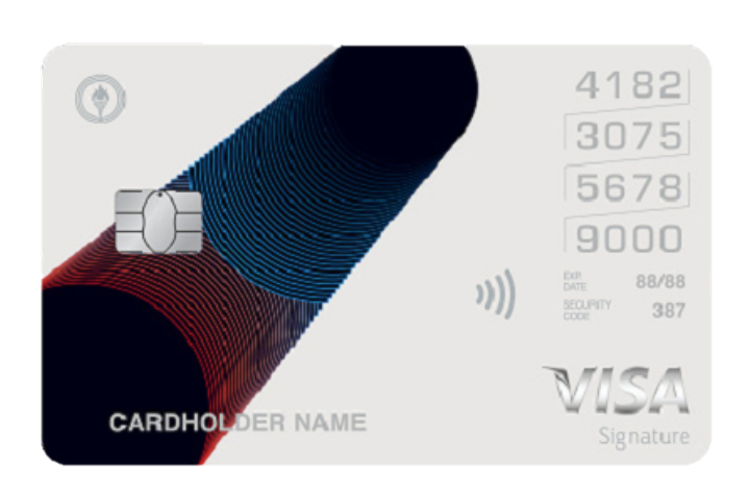 4182
3075
5678
9000
EXP. DATE 88/88
SECURITY CODE 387
CARDHOLDER NAME
VISA
Signature